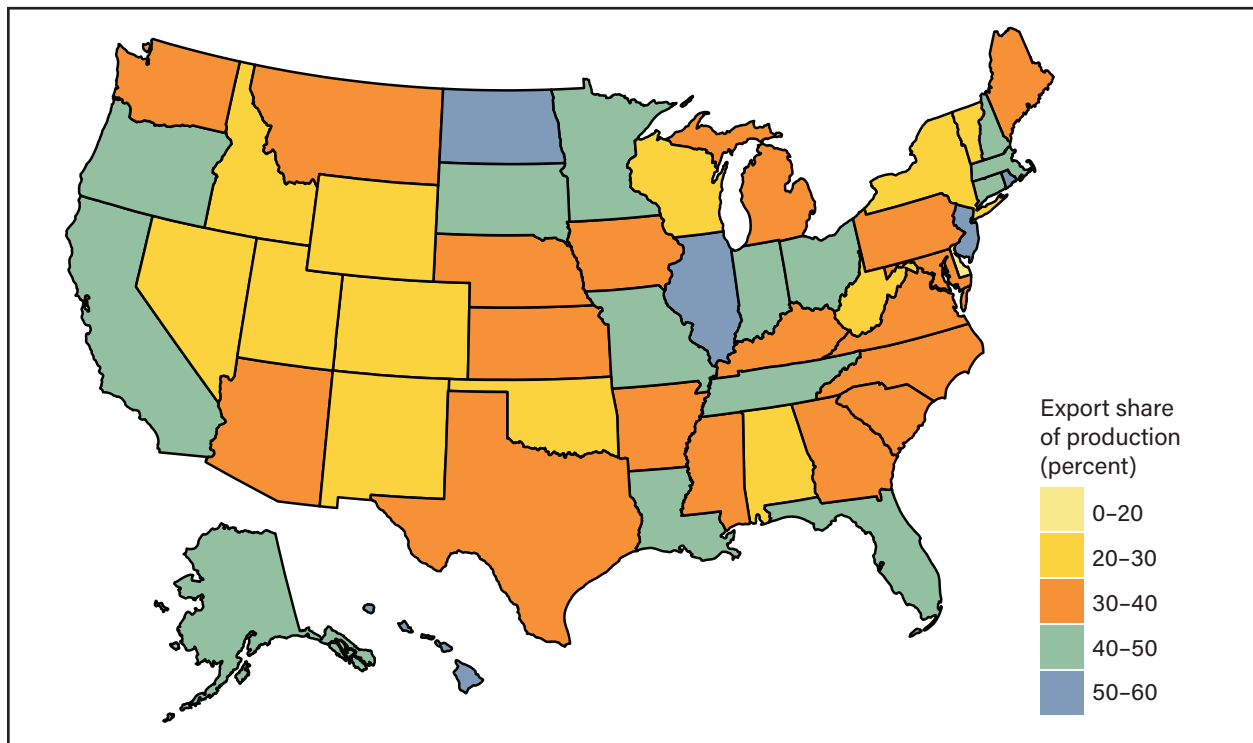 Export share
of production
(percent)
0–20
20–30
30–40
40–50
50–60